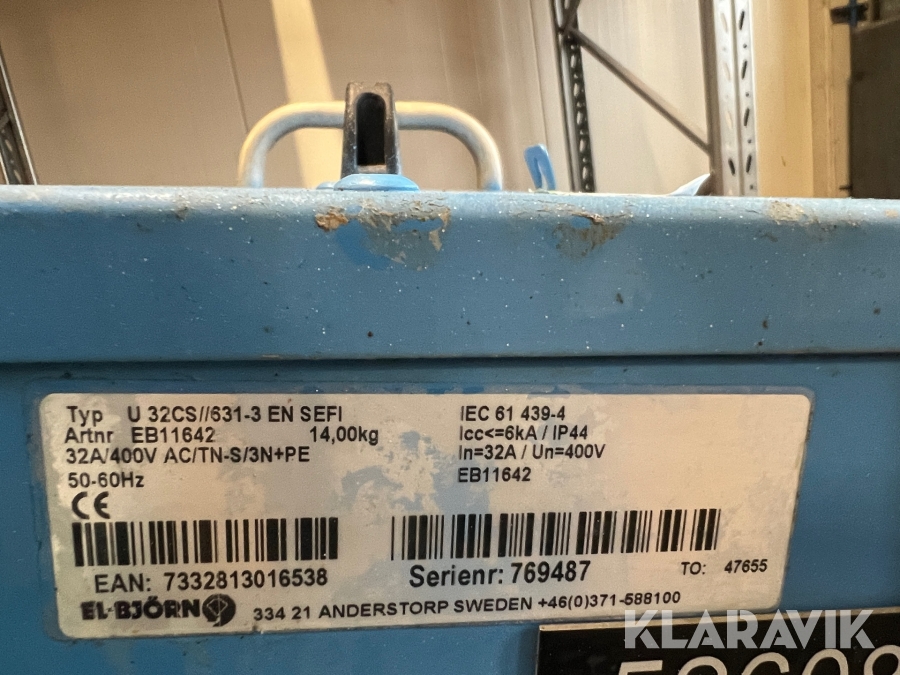 Typ U 32CS//631-3 EN SEFI
Artnr EB11642 14,00kg
32A/400V AC/TN-S/3N+PE
50-60Hz
CE
IEC 61 439-4
Icc<=6kA / IP44
In=32A / Un=400V
EB11642
EAN: 7332813016538
Serienr: 769487
TO: 47655
EL-BJÖRN
334 21 ANDERSTORP SWEDEN +46(0)371-588100
KLARAVIK